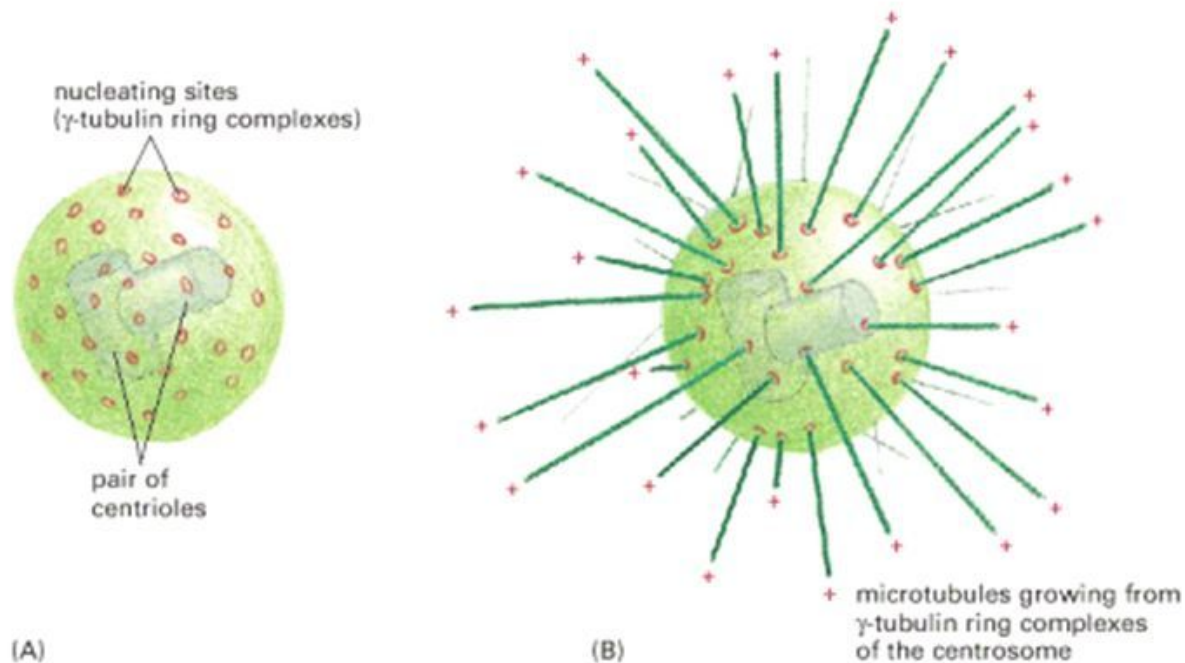 nucleating sites
(γ-tubulin ring complexes)
pair of
centrioles
(A)
+ + + + + + + + + + + + + + + + + + + + + + + +
microtubules growing from
γ-tubulin ring complexes
of the centrosome
(B)